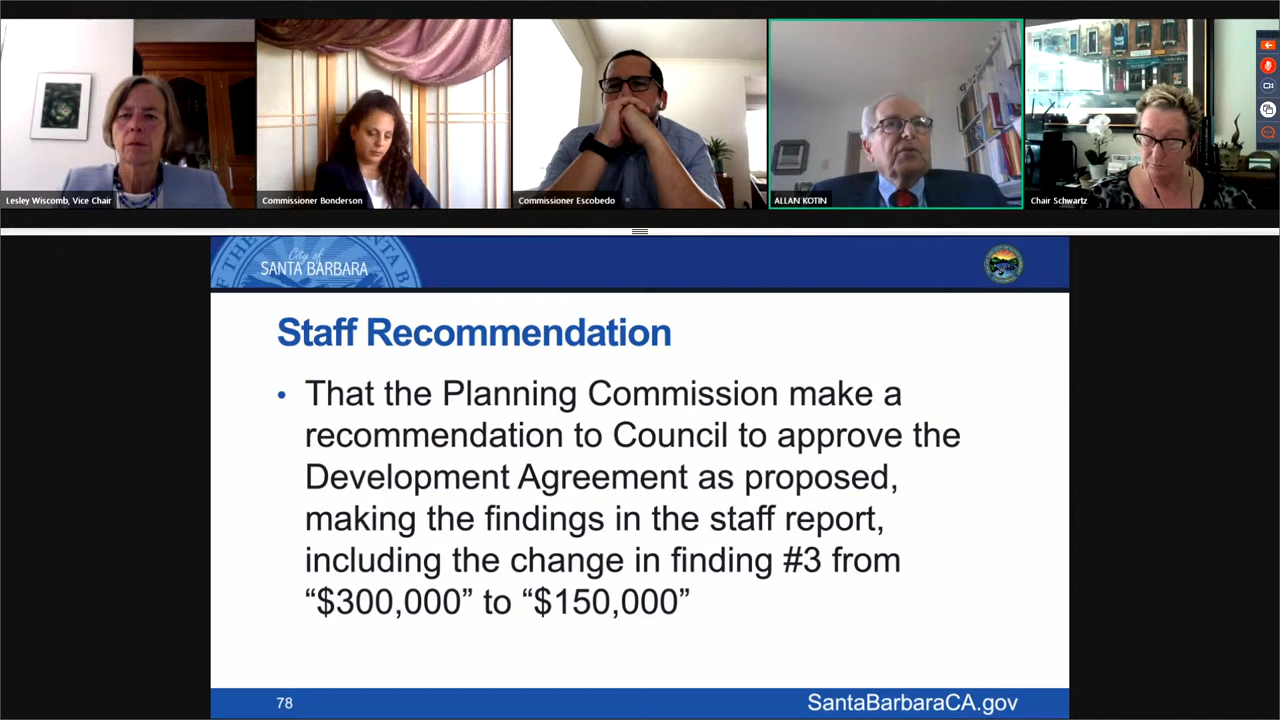 Lesley Wiscomb, Vice Chair
Commissioner Bonderson
Commissioner Escobedo
ALLAN KOTIN
Chair Schwartz
City of
SANTA BARBARA
Staff Recommendation
• That the Planning Commission make a
recommendation to Council to approve the
Development Agreement as proposed,
making the findings in the staff report,
including the change in finding #3 from
“$300,000” to “$150,000”
78
SantaBarbaraCA.gov